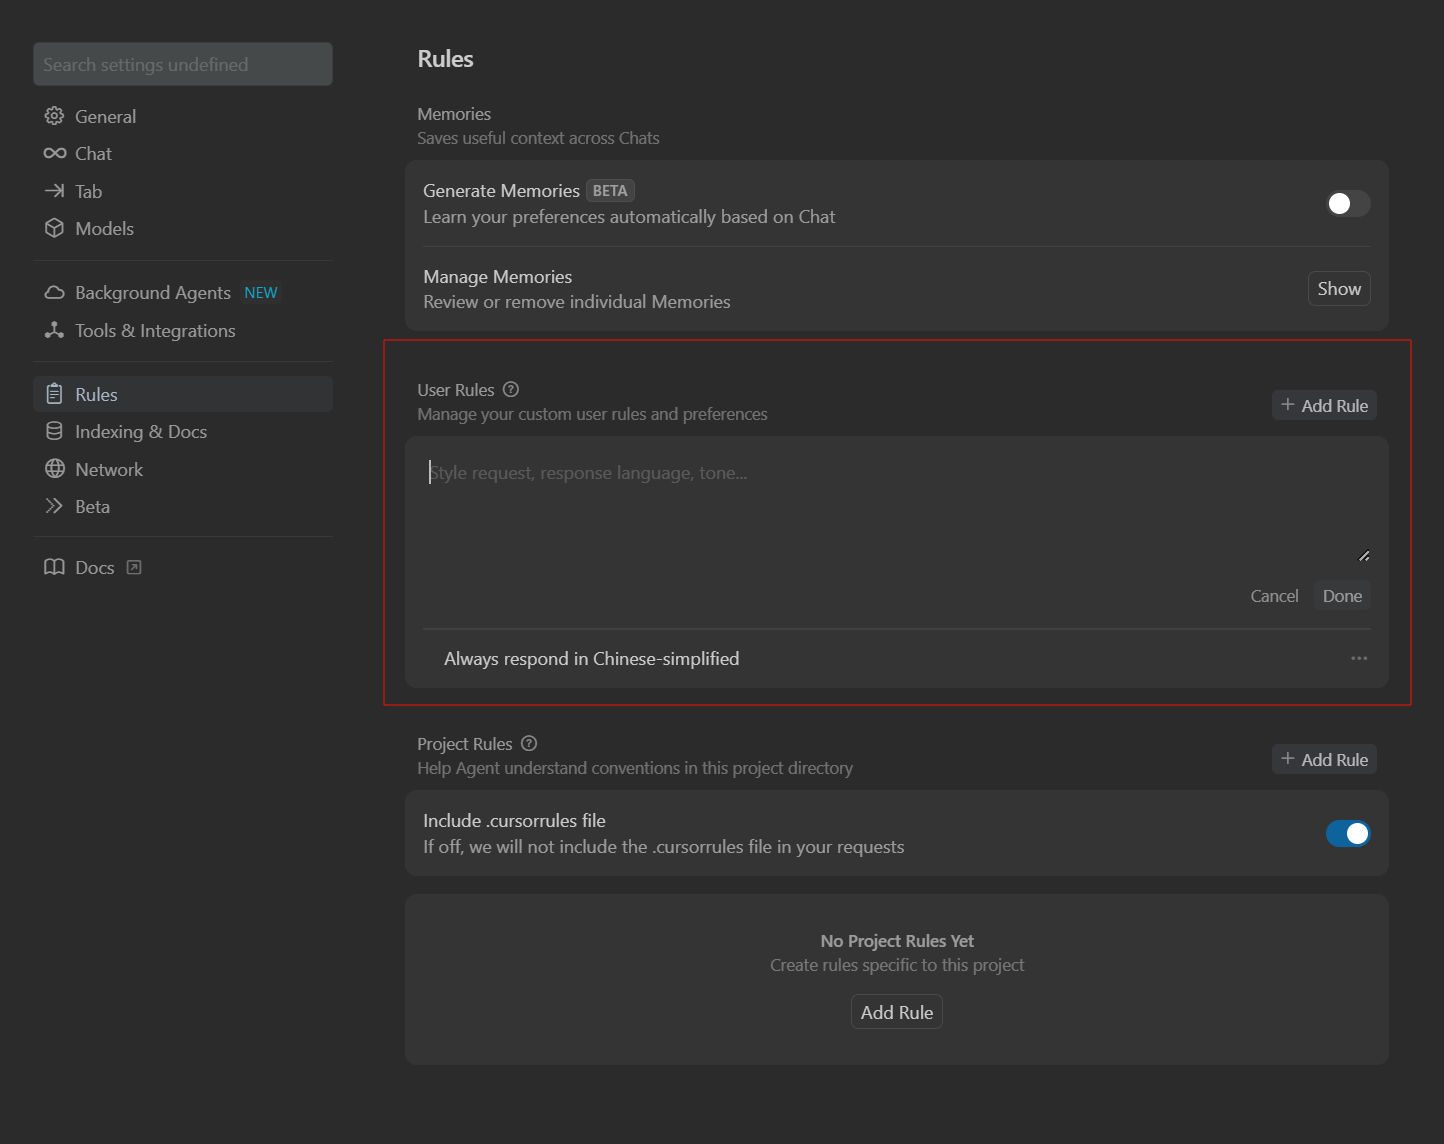 Search settings undefined
General
Chat
Tab
Models
Background Agents NEW
Tools & Integrations
Rules
Indexing & Docs
Network
Beta
Docs
Rules
Memories
Saves useful context across Chats
Generate Memories BETA
Learn your preferences automatically based on Chat
Manage Memories
Review or remove individual Memories
Show
User Rules
Manage your custom user rules and preferences
+ Add Rule
Style request, response language, tone...
Cancel Done
Always respond in Chinese-simplified
Project Rules
Help Agent understand conventions in this project directory
+ Add Rule
Include .cursorrules file
If off, we will not include the .cursorrules file in your requests
No Project Rules Yet
Create rules specific to this project
Add Rule